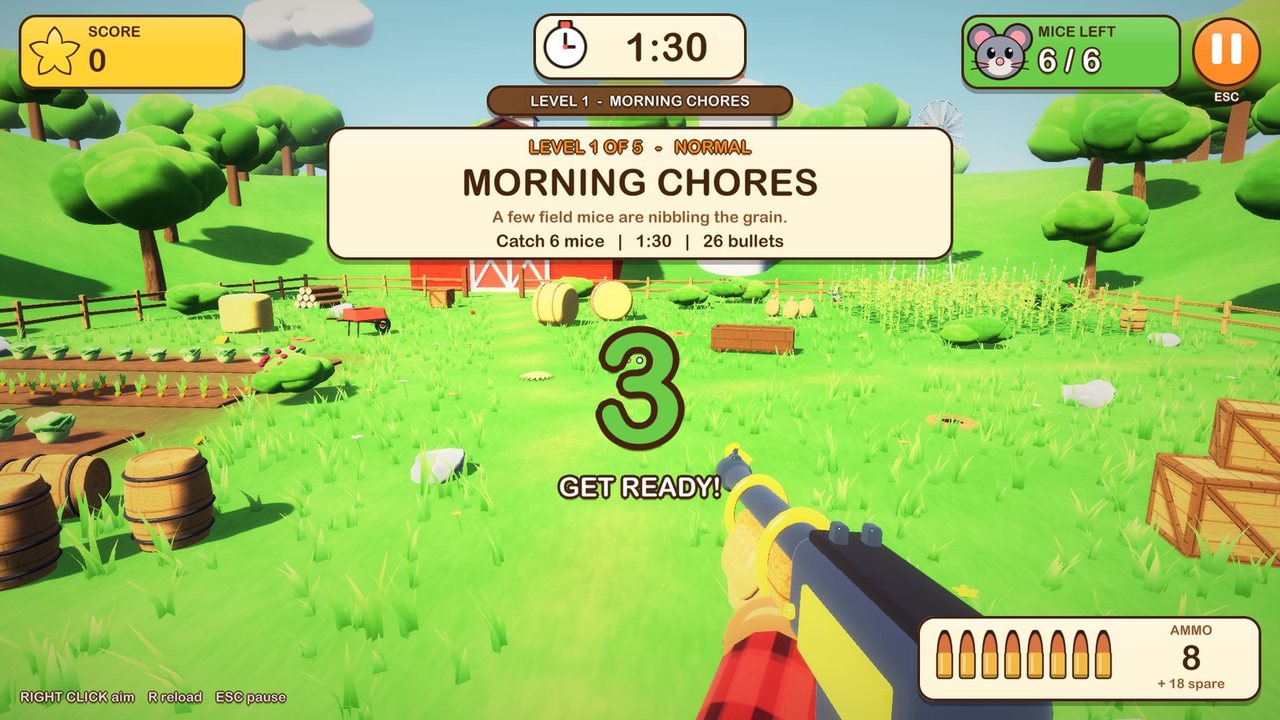 SCORE
0
1:30
MICE LEFT
6 / 6
ESC
LEVEL 1 - MORNING CHORES
LEVEL 1 OF 5 - NORMAL
MORNING CHORES
A few field mice are nibbling the grain.
Catch 6 mice | 1:30 | 26 bullets
3
GET READY!
AMMO
8
+ 18 spare
RIGHT CLICK aim R reload ESC pause